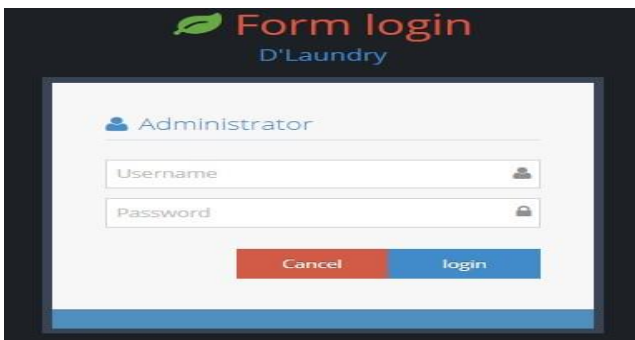 Form login
D'Laundry
Administrator
Username
Password
Cancel login